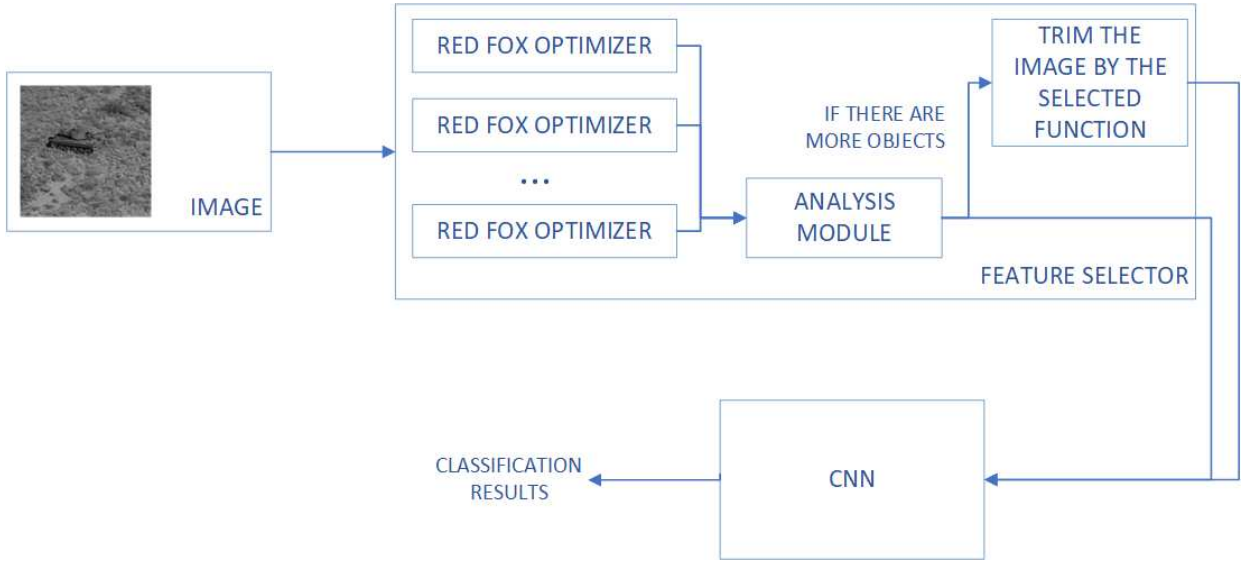 IMAGE
RED FOX OPTIMIZER
RED FOX OPTIMIZER
...
RED FOX OPTIMIZER
ANALYSIS
MODULE
IF THERE ARE
MORE OBJECTS
TRIM THE
IMAGE BY THE
SELECTED
FUNCTION
FEATURE SELECTOR
CNN
CLASSIFICATION
RESULTS